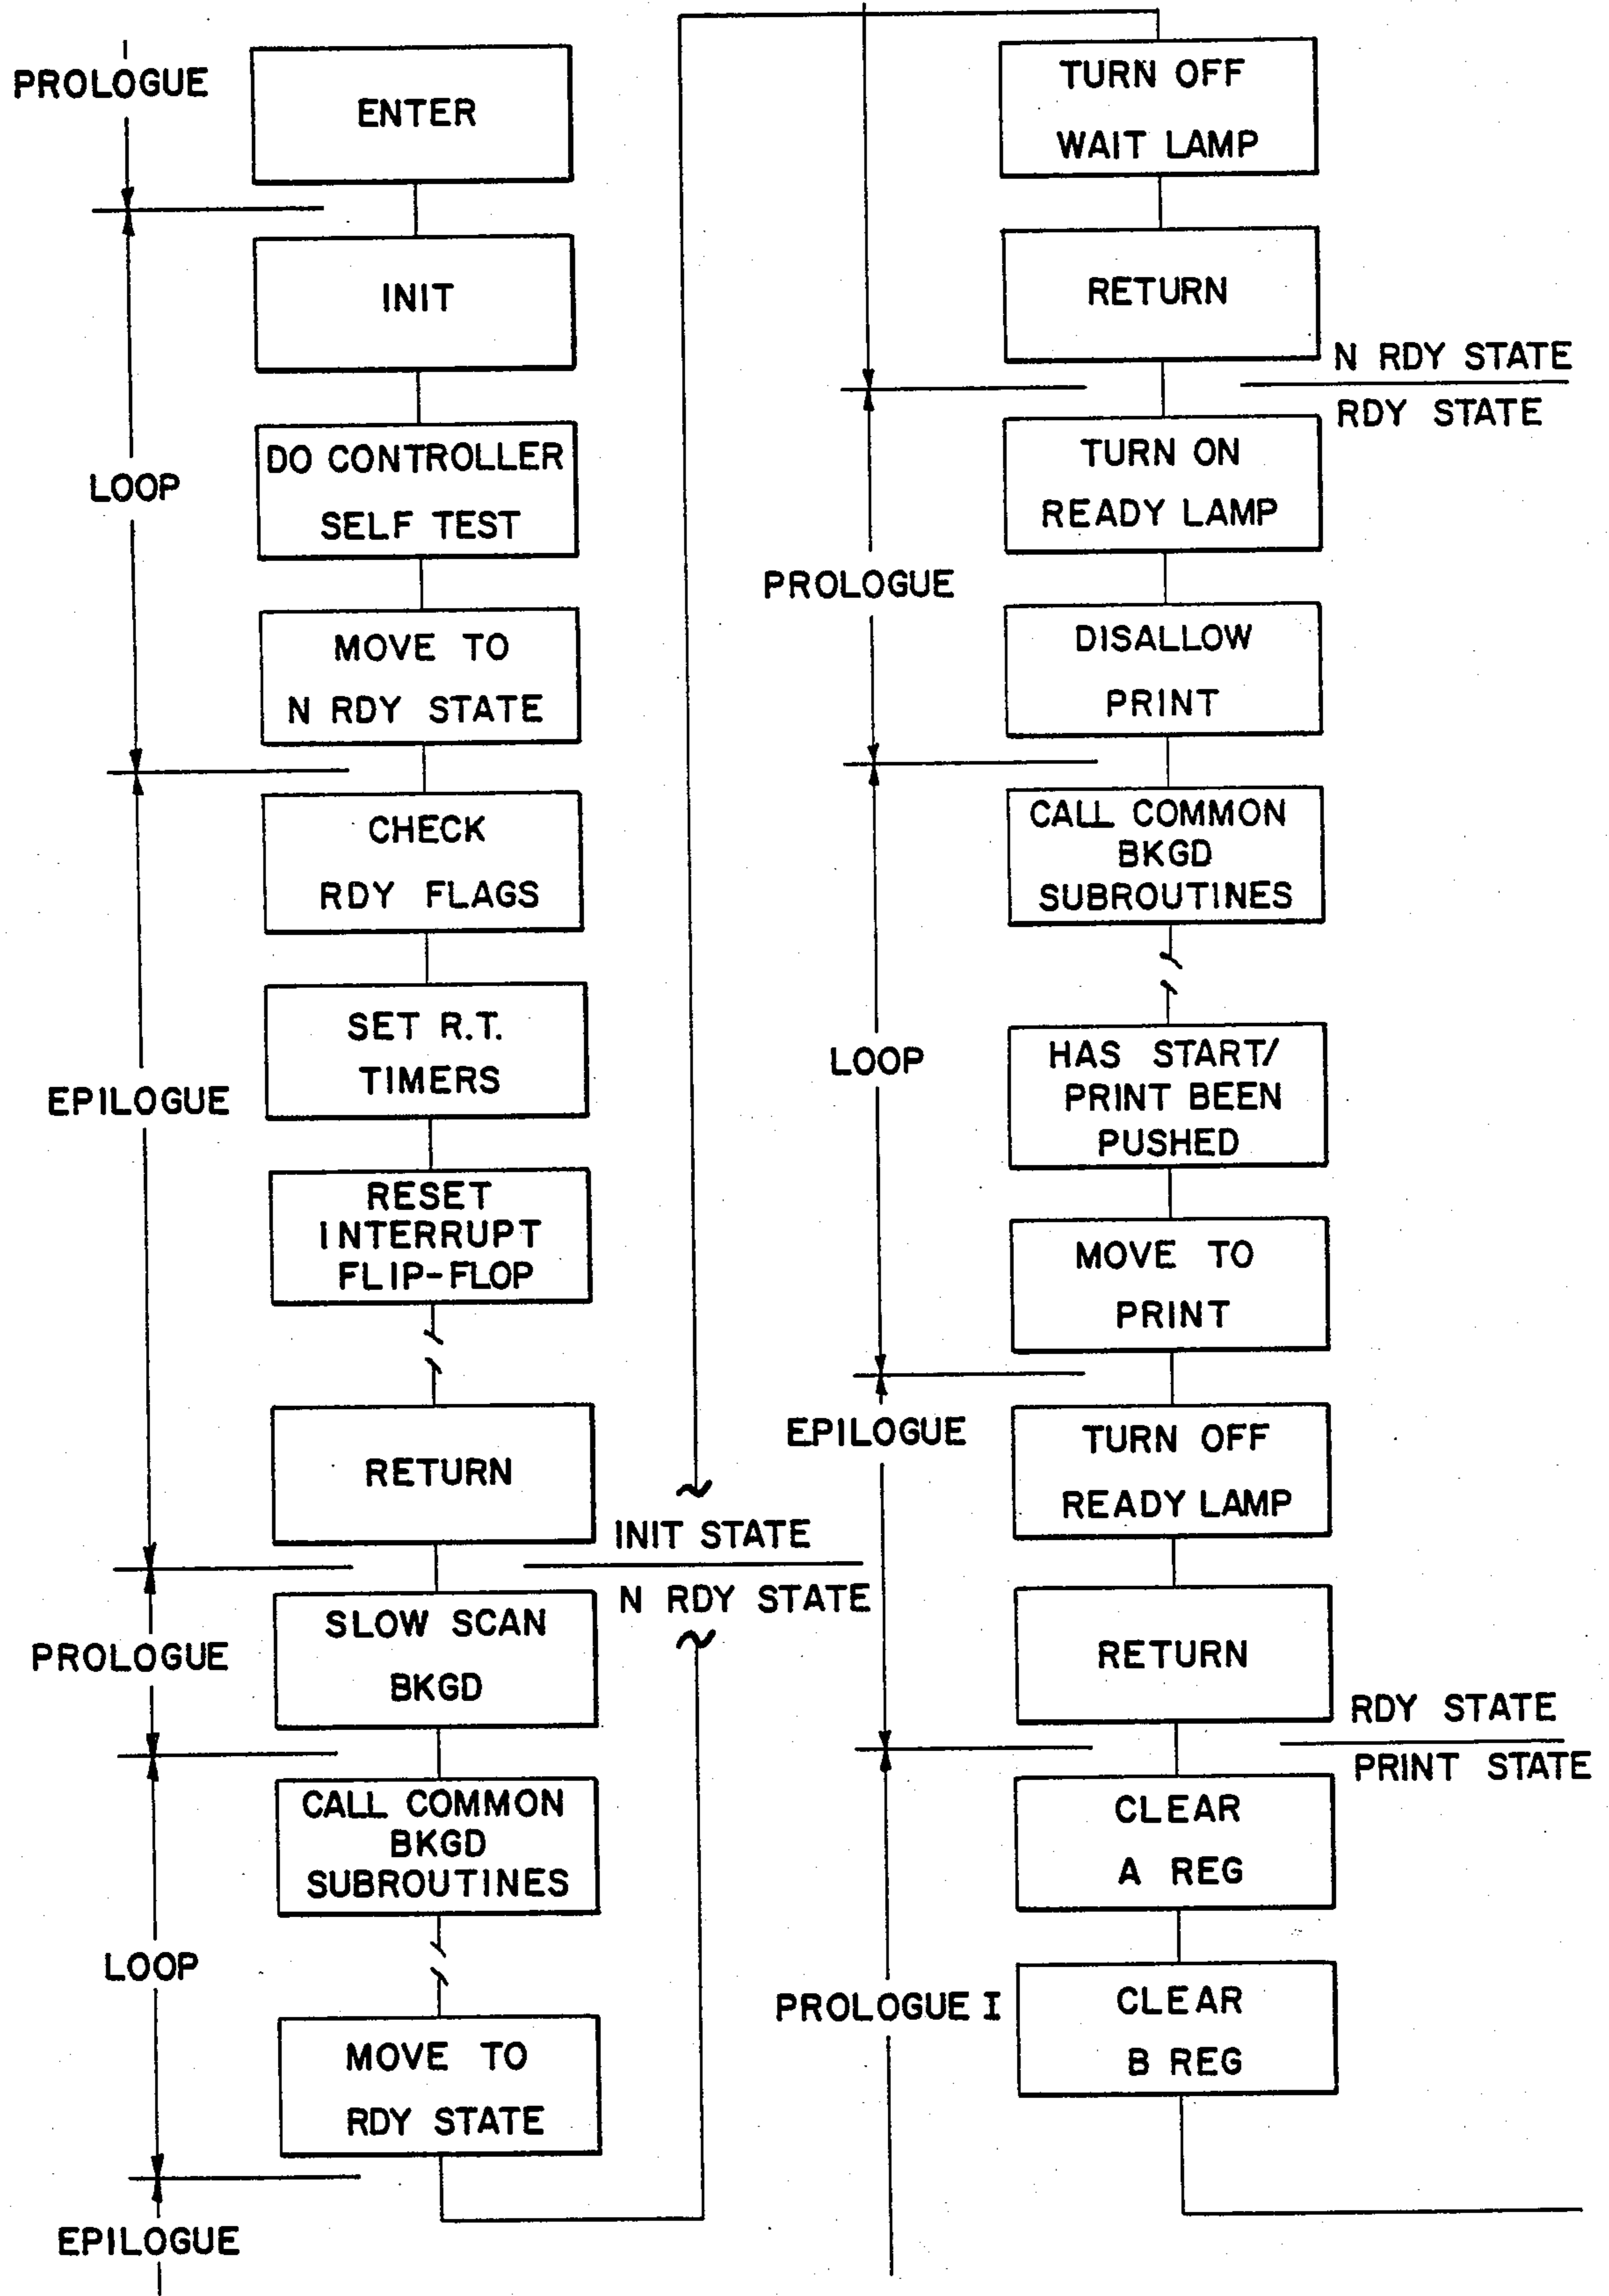 PROLOGUE
ENTER
INIT
LOOP
DO CONTROLLER
SELF TEST
MOVE TO
N RDY STATE
CHECK
RDY FLAGS
SET R.T.
TIMERS
EPILOGUE
RESET
INTERRUPT
FLIP-FLOP
RETURN
INIT STATE
N RDY STATE
PROLOGUE
SLOW SCAN
BKGD
LOOP
CALL COMMON
BKGD
SUBROUTINES
MOVE TO
RDY STATE
EPILOGUE
TURN OFF
WAIT LAMP
RETURN
N RDY STATE
RDY STATE
PROLOGUE
TURN ON
READY LAMP
DISALLOW
PRINT
LOOP
CALL COMMON
BKGD
SUBROUTINES
HAS START/
PRINT BEEN
PUSHED
MOVE TO
PRINT
EPILOGUE
TURN OFF
READY LAMP
RETURN
RDY STATE
PRINT STATE
PROLOGUE I
CLEAR
A REG
CLEAR
B REG